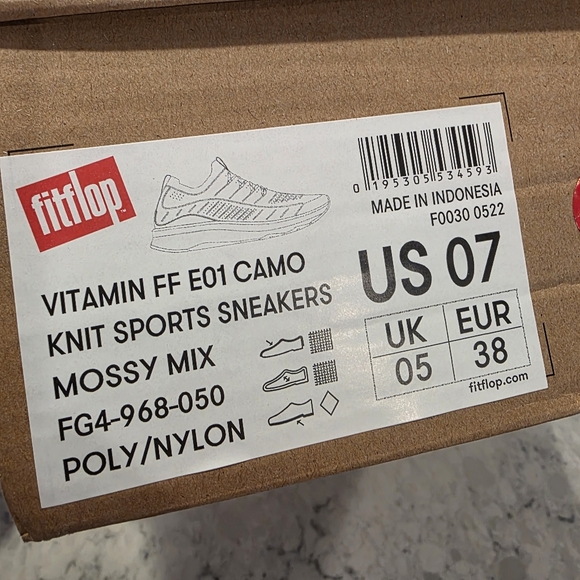 fitflop™
0 195305 534593
MADE IN INDONESIA
F0030 0522
VITAMIN FF E01 CAMO
KNIT SPORTS SNEAKERS
MOSSY MIX
FG4-968-050
POLY/NYLON
US 07
UK EUR
05 38
fitflop.com